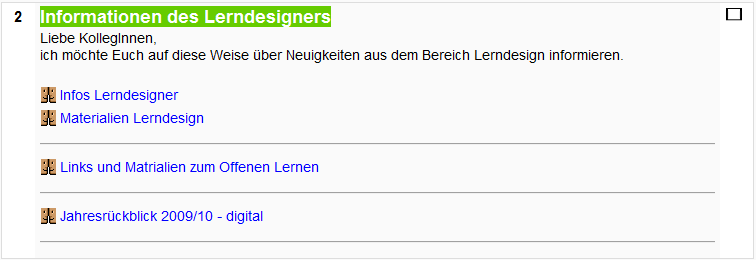 2
Informationen des Lerndesigners
Liebe KollegInnen,
ich möchte Euch auf diese Weise über Neuigkeiten aus dem Bereich Lerndesign informieren.
Infos Lerndesigner
Materialien Lerndesign
Links und Matrialien zum Offenen Lernen
Jahresrückblick 2009/10 - digital